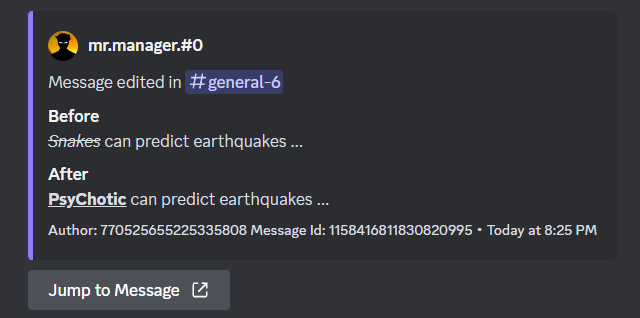 mr.manager.#0
Message edited in #general-6
Before
Snakes can predict earthquakes ...
After
PsyChotic can predict earthquakes ...
Author: 770525655225335808 Message Id: 1158416811830820995 • Today at 8:25 PM
Jump to Message